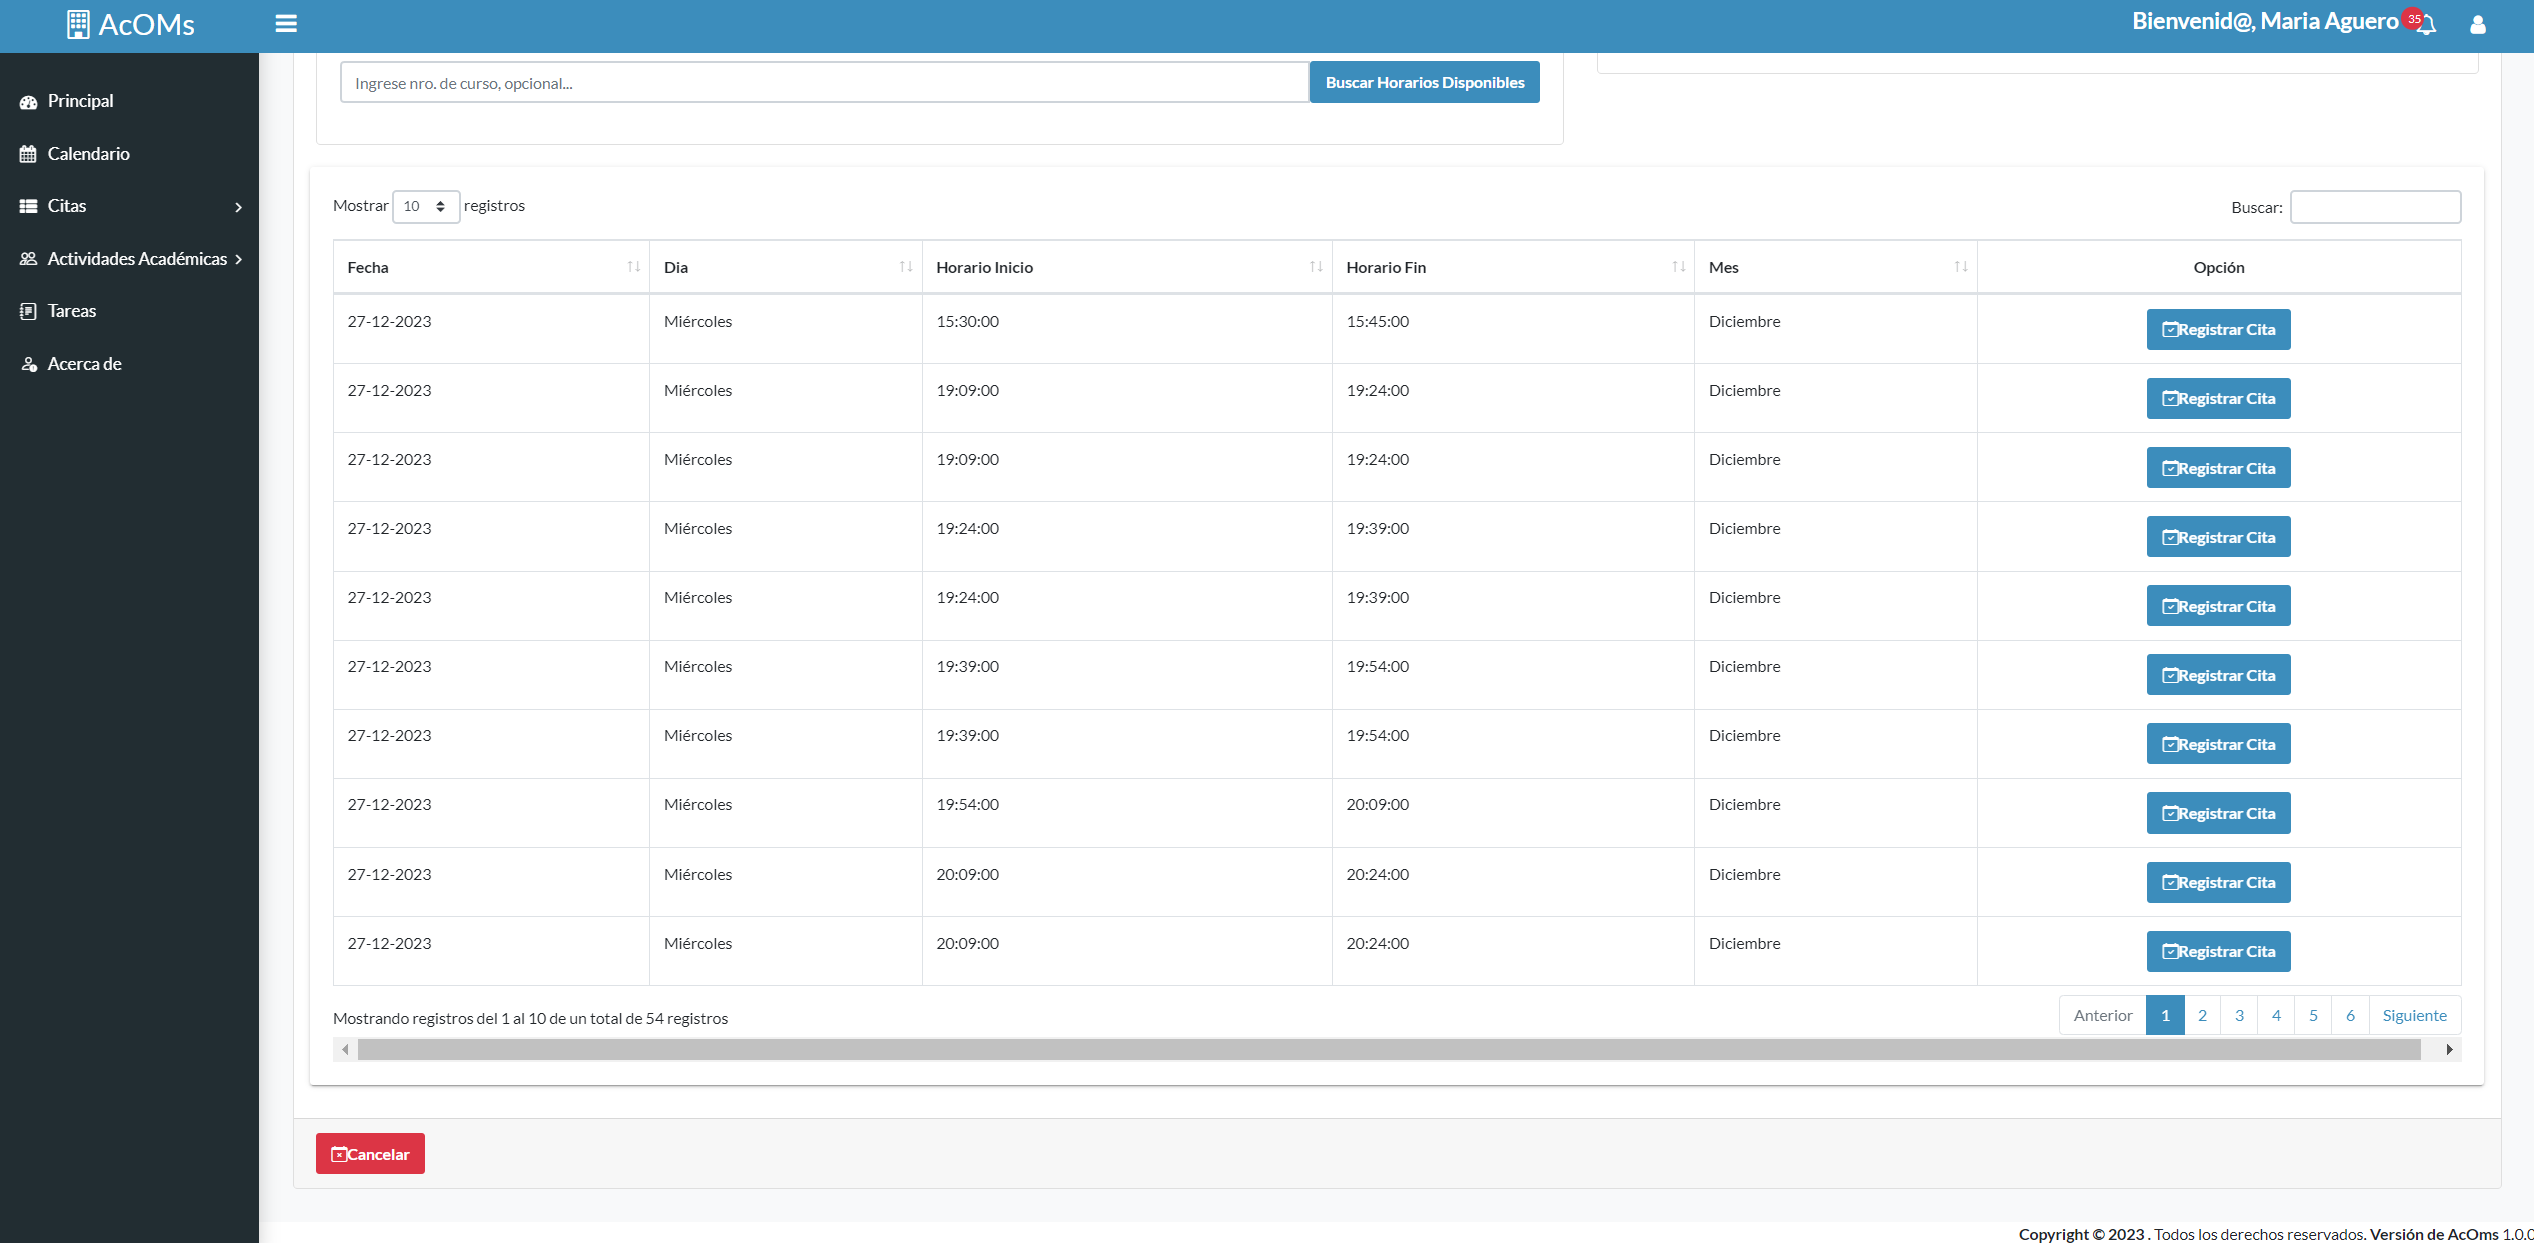 AcOMs
Bienvenid@, Maria Aguero 35
Principal
Calendario
Citas
Actividades Académicas
Tareas
Acerca de
Ingrese nro. de curso, opcional... Buscar Horarios Disponibles
Mostrar 10 registros Buscar:
Fecha Dia Horario Inicio Horario Fin Mes Opción
27-12-2023 Miércoles 15:30:00 15:45:00 Diciembre Registrar Cita
27-12-2023 Miércoles 19:09:00 19:24:00 Diciembre Registrar Cita
27-12-2023 Miércoles 19:09:00 19:24:00 Diciembre Registrar Cita
27-12-2023 Miércoles 19:24:00 19:39:00 Diciembre Registrar Cita
27-12-2023 Miércoles 19:24:00 19:39:00 Diciembre Registrar Cita
27-12-2023 Miércoles 19:39:00 19:54:00 Diciembre Registrar Cita
27-12-2023 Miércoles 19:39:00 19:54:00 Diciembre Registrar Cita
27-12-2023 Miércoles 19:54:00 20:09:00 Diciembre Registrar Cita
27-12-2023 Miércoles 20:09:00 20:24:00 Diciembre Registrar Cita
27-12-2023 Miércoles 20:09:00 20:24:00 Diciembre Registrar Cita
Mostrando registros del 1 al 10 de un total de 54 registros
Anterior 1 2 3 4 5 6 Siguiente
Cancelar
Copyright © 2023 . Todos los derechos reservados. Versión de AcOms 1.0.0